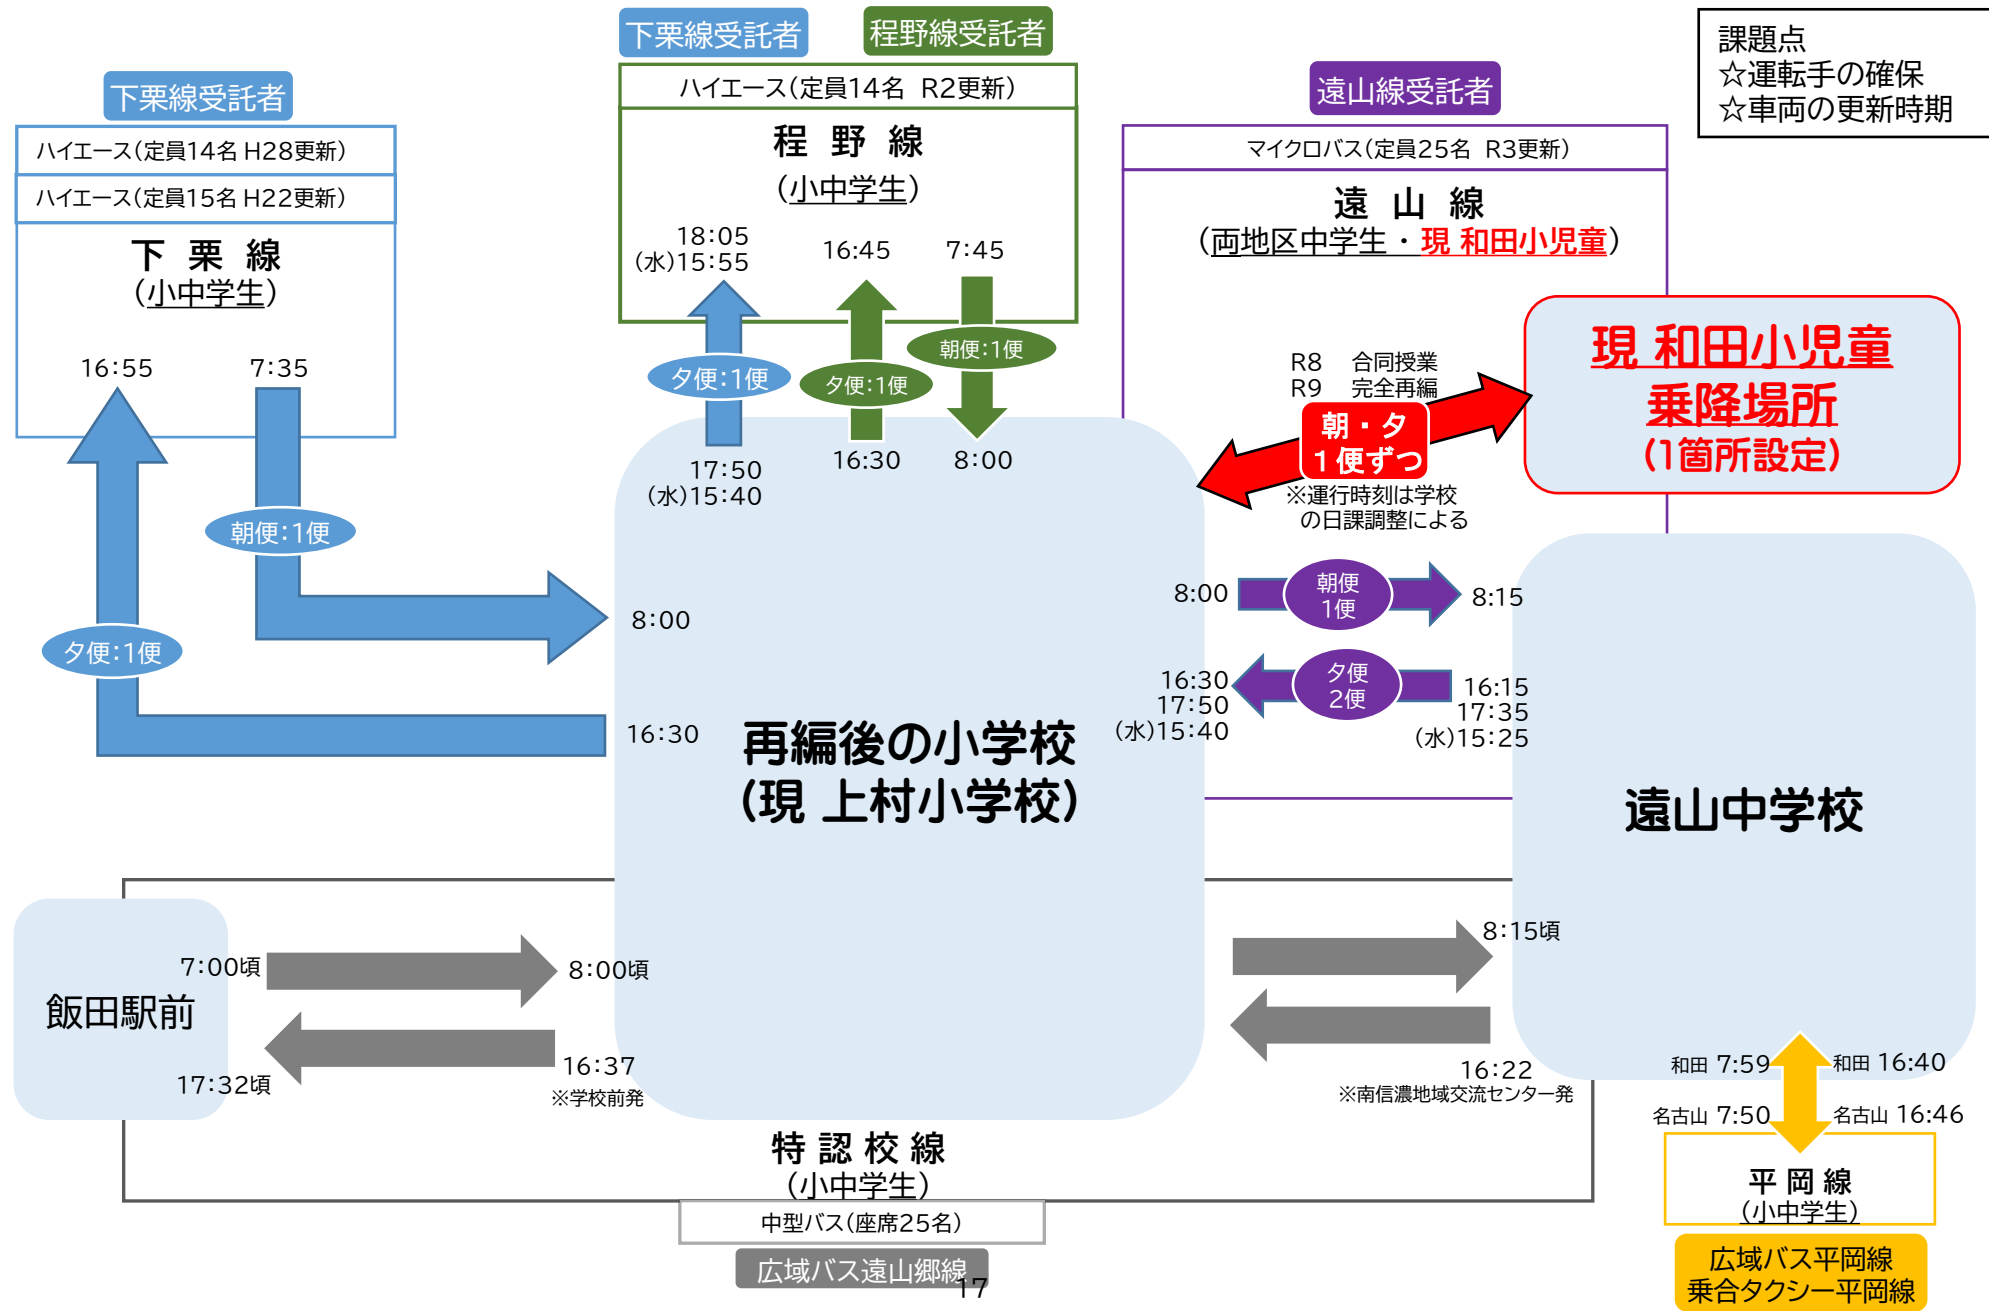 下栗線受託者
程野線受託者
課題点
☆運転手の確保
☆車両の更新時期
下栗線受託者
ハイエース(定員14名 H28更新)
ハイエース(定員15名 H22更新)
下 栗 線
(小中学生)
16:55
7:35
朝便:1便
夕便:1便
8:00
16:30
ハイエース(定員14名 R2更新)
程 野 線
(小中学生)
18:05
(水)15:55
16:45
7:45
夕便:1便
夕便:1便
朝便:1便
17:50
(水)15:40
16:30
8:00
遠山線受託者
マイクロバス(定員25名 R3更新)
遠 山 線
(両地区中学生・現 和田小児童)
R8 合同授業
R9 完全再編
朝・夕
1便ずつ
※運行時刻は学校
の日課調整による
現 和田小児童
乗降場所
(1箇所設定)
8:00
朝便
1便
8:15
16:30
17:50
(水)15:40
夕便
2便
16:15
17:35
(水)15:25
再編後の小学校
(現 上村小学校)
遠山中学校
飯田駅前
7:00頃
8:00頃
17:32頃
16:37
※学校前発
8:15頃
16:22
※南信濃地域交流センター発
和田 7:59
和田 16:40
名古山 7:50
名古山 16:46
特 認 校 線
(小中学生)
中型バス(座席25名)
広域バス遠山郷線
平 岡 線
(小中学生)
広域バス平岡線
乗合タクシー平岡線
17